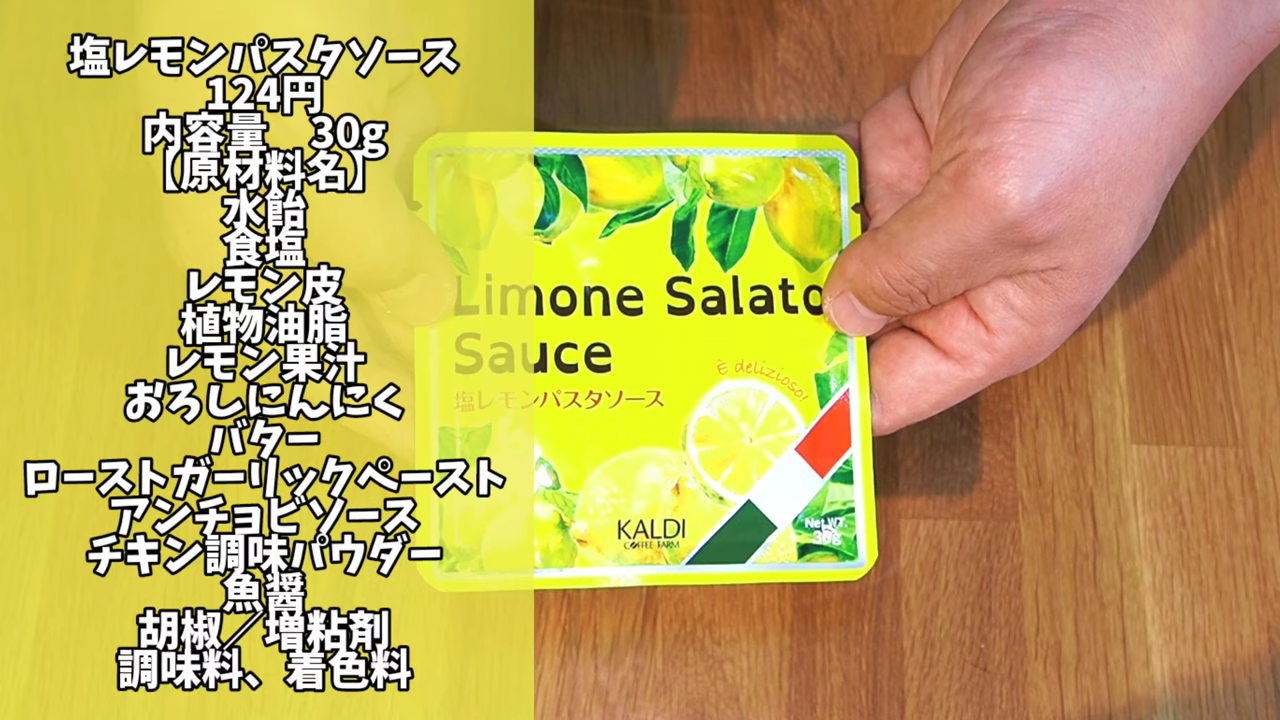 塩レモンパスタソース
124円
内容量　30g
【原材料名】
水飴
食塩
レモン皮
植物油脂
レモン果汁
おろしにんにく
バター
ローストガーリックペースト
アンチョビソース
チキン調味パウダー
魚醤
胡椒／増粘剤
調味料、着色料
Limone Salato
Sauce
塩レモンパスタソース
È delizioso!
KALDI
COFFEE FARM
Net WT.
30g